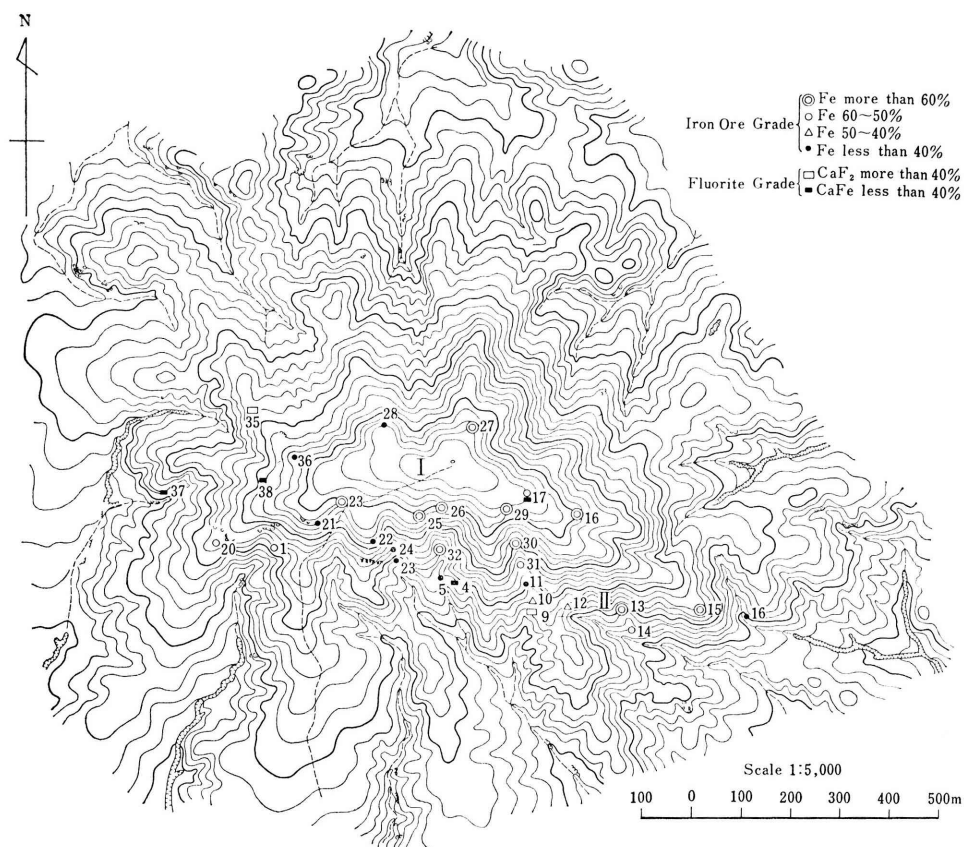 N
Iron Ore Grade
Fe more than 60%
Fe 60~50%
Fe 50~40%
Fe less than 40%
Fluorite Grade
CaF₂ more than 40%
CaFe less than 40%
35
28
27
36
I
37
38
23
17
21
25
26
29
16
20
1
22
24
23
32
30
31
5
4
11
10
9
12
II
13
14
15
16
Scale 1:5,000
100 0 100 200 300 400 500m